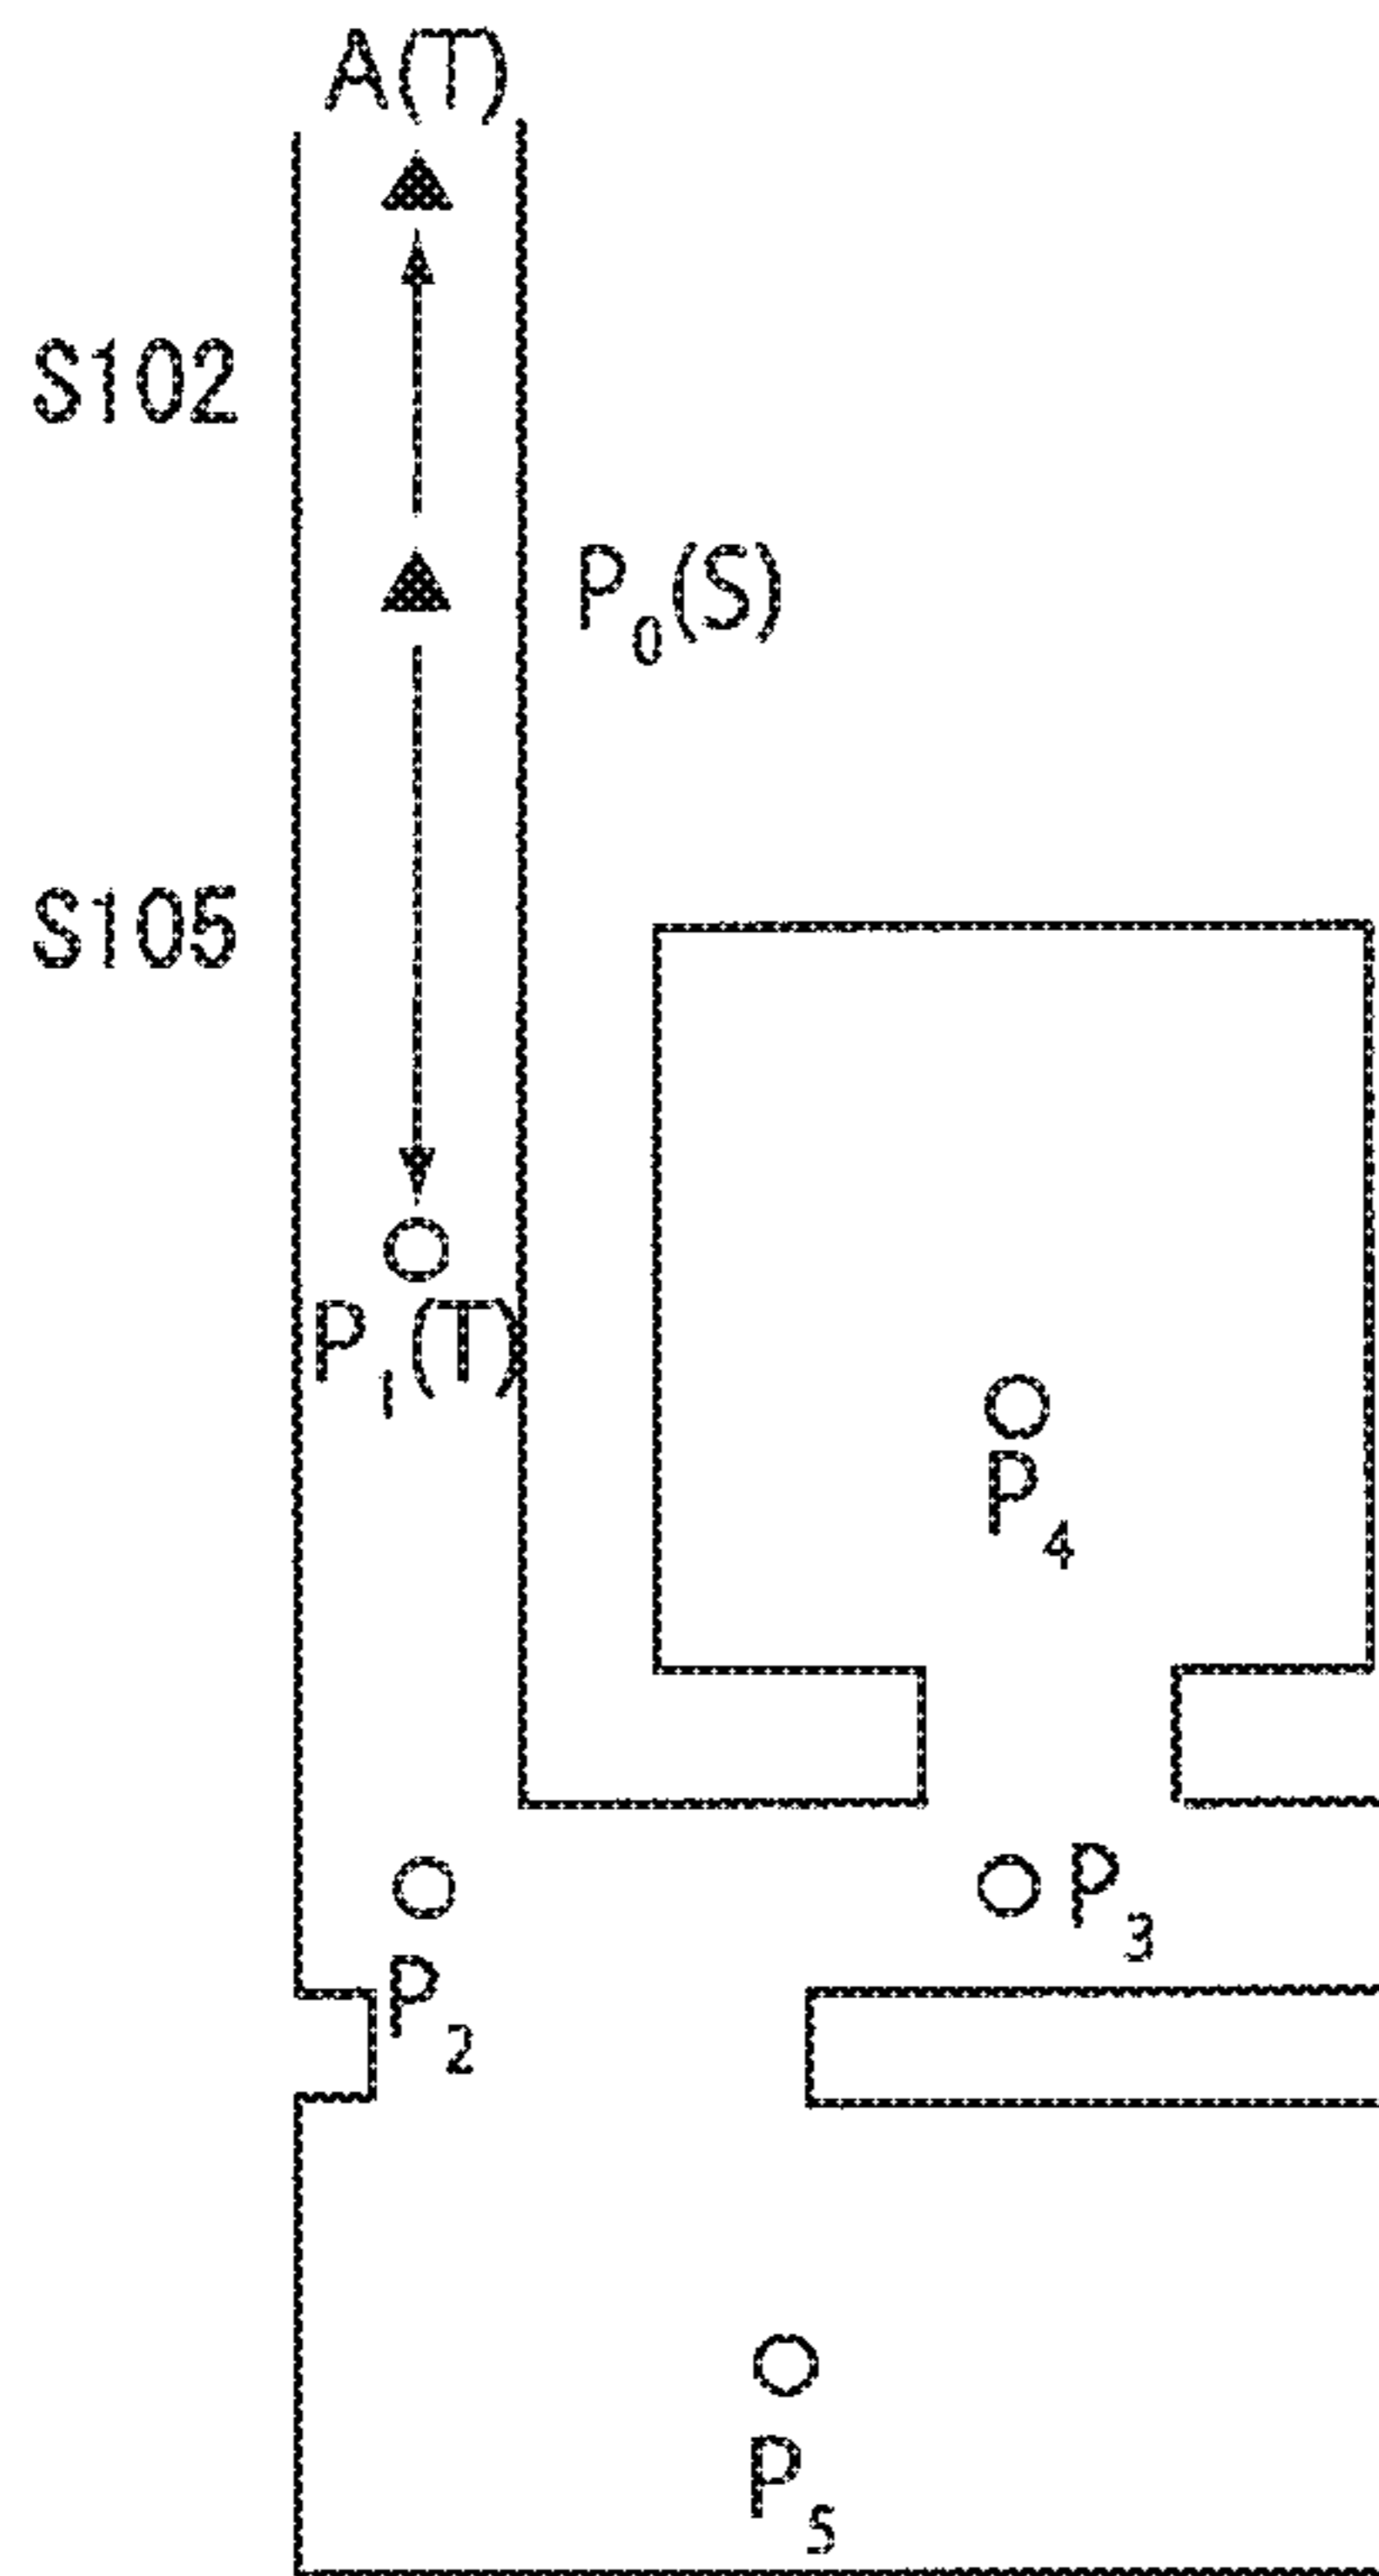 A(T)
S102
P₀(S)
S105
P₁(T)
P₄
P₃
P₂
P₅